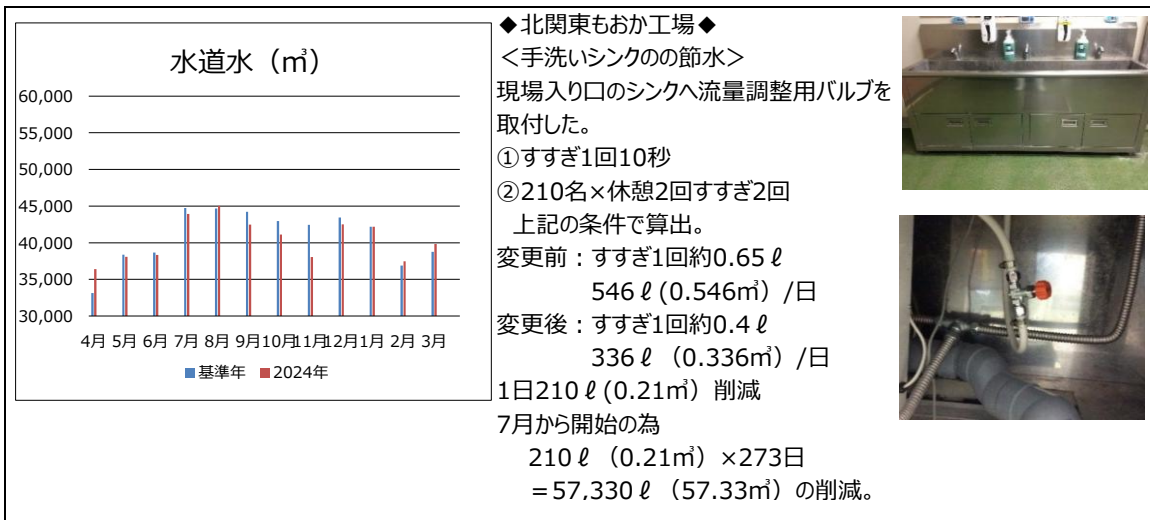 水道水（㎥）
60,000
55,000
50,000
45,000
40,000
35,000
30,000
4月 5月 6月 7月 8月 9月 10月 11月 12月 1月 2月 3月
■基準年 ■2024年
◆北関東もおか工場◆
＜手洗いシンクのの節水＞
現場入り口のシンクへ流量調整用バルブを
取付した。
①すすぎ1回10秒
②210名×休憩2回すすぎ2回
上記の条件で算出。
変更前：すすぎ1回約0.65ℓ
546ℓ(0.546㎥）/日
変更後：すすぎ1回約0.4ℓ
336ℓ（0.336㎥）/日
1日210ℓ(0.21㎥）削減
7月から開始の為
210ℓ（0.21㎥）×273日
＝57,330ℓ（57.33㎥）の削減。